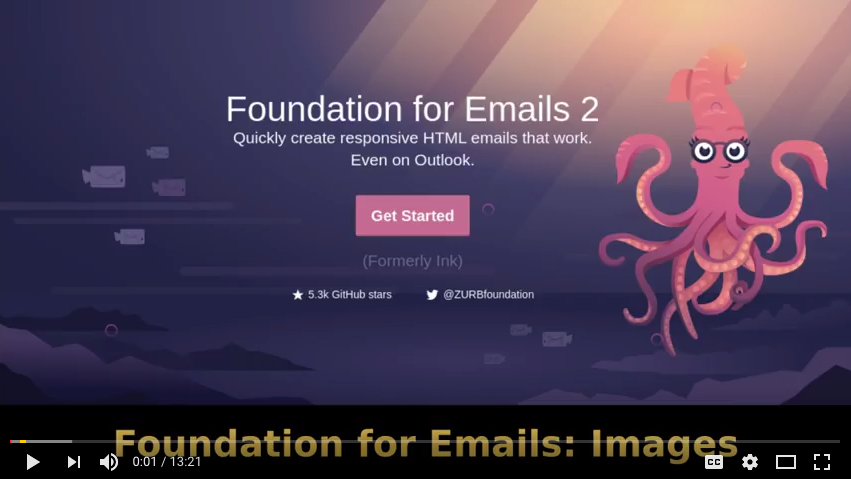 Foundation for Emails 2
Quickly create responsive HTML emails that work.
Even on Outlook.
Get Started
(Formerly Ink)
5.3k GitHub stars @ZURBfoundation
Foundation for Emails: Images
0:01 / 13:21 CC